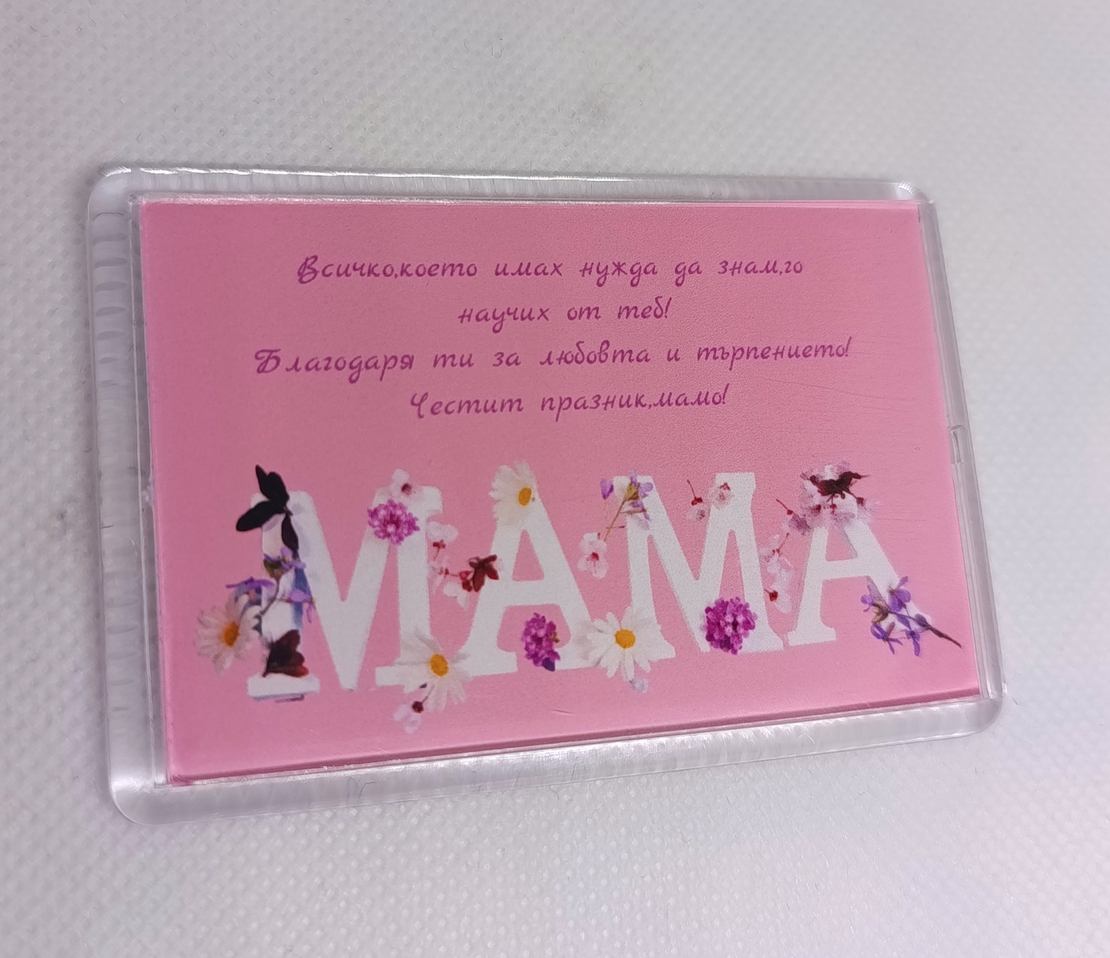 Всичко,което имах нужда да знам,го
научих от теб!
Благодаря ти за любовта и търпението!
Честит празник,мамо!
МАМА